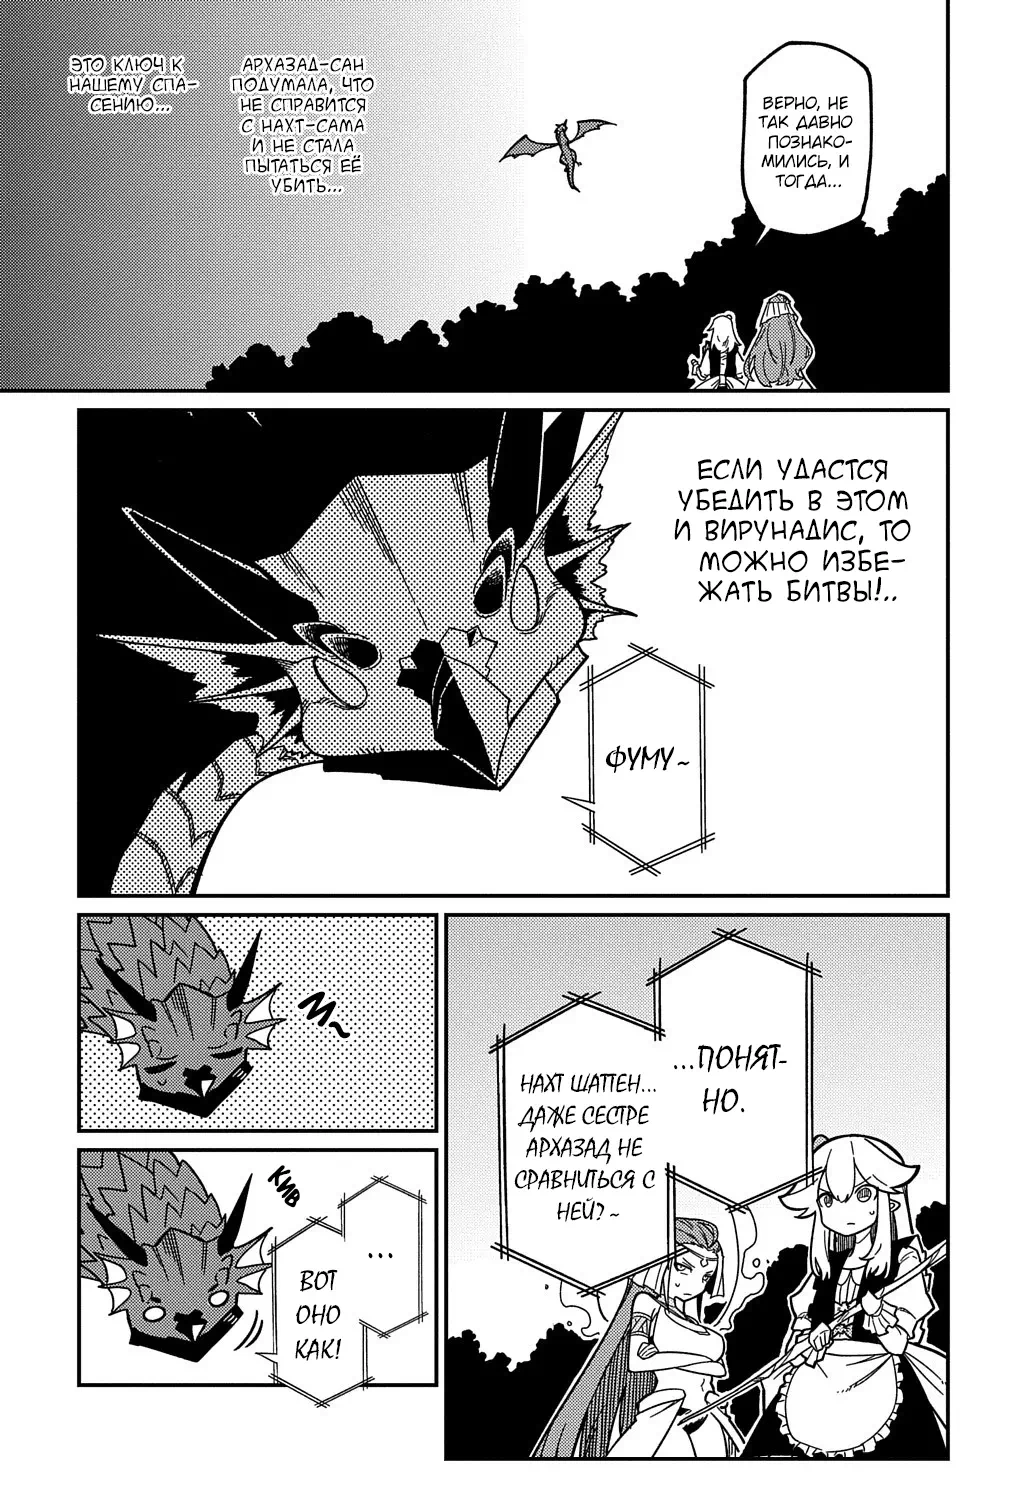 ВЕРНО, НЕ
ТАК ДАВНО
ПОЗНАКО-
МИЛИСЬ, И
ТОГДА...
АРХАЗАД-САН
ПОДУМАЛА, ЧТО
НЕ СПРАВИТСЯ
С НАХТ-САМА
И НЕ СТАЛА
ПЫТАТЬСЯ ЕЁ
УБИТЬ...
ЭТО КЛЮЧ К
НАШЕМУ СПА-
СЕНИЮ...
ЕСЛИ УДАСТСЯ
УБЕДИТЬ В ЭТОМ
И ВИРУНАДИС, ТО
МОЖНО ИЗБЕ-
ЖАТЬ БИТВЫ!..
ФУМУ~
...ПОНЯТ-
НО.
НАХТ ШАТТЕН...
ДАЖЕ СЕСТРЕ
АРХАЗАД НЕ
СРАВНИТЬСЯ С
НЕЙ?~
М~
КИВ
...
ВОТ
ОНО
КАК!